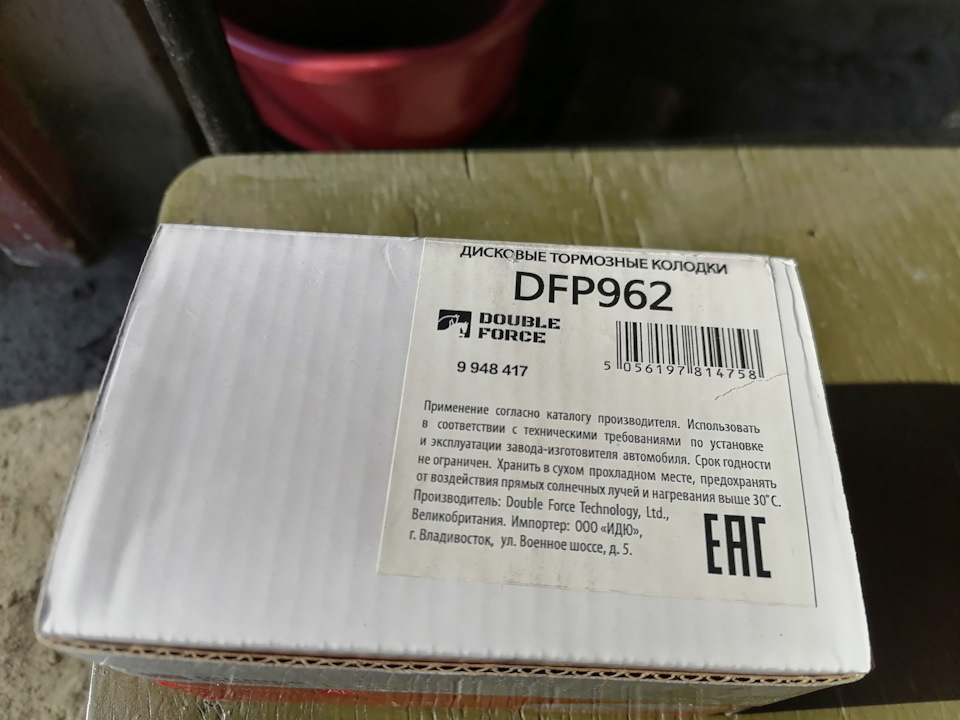 ДИСКОВЫЕ ТОРМОЗНЫЕ КОЛОДКИ
DFP962
DOUBLE
FORCE
9 948 417
5 056197 814758
Применение согласно каталогу производителя. Использовать
в соответствии с техническими требованиями по установке
и эксплуатации завода-изготовителя автомобиля. Срок годности
не ограничен. Хранить в сухом прохладном месте, предохранять
от воздействия прямых солнечных лучей и нагревания выше 30°С.
Производитель: Double Force Technology, Ltd.,
Великобритания. Импортер: ООО «ИДЮ»,
г. Владивосток, ул. Военное шоссе, д. 5.
EAC